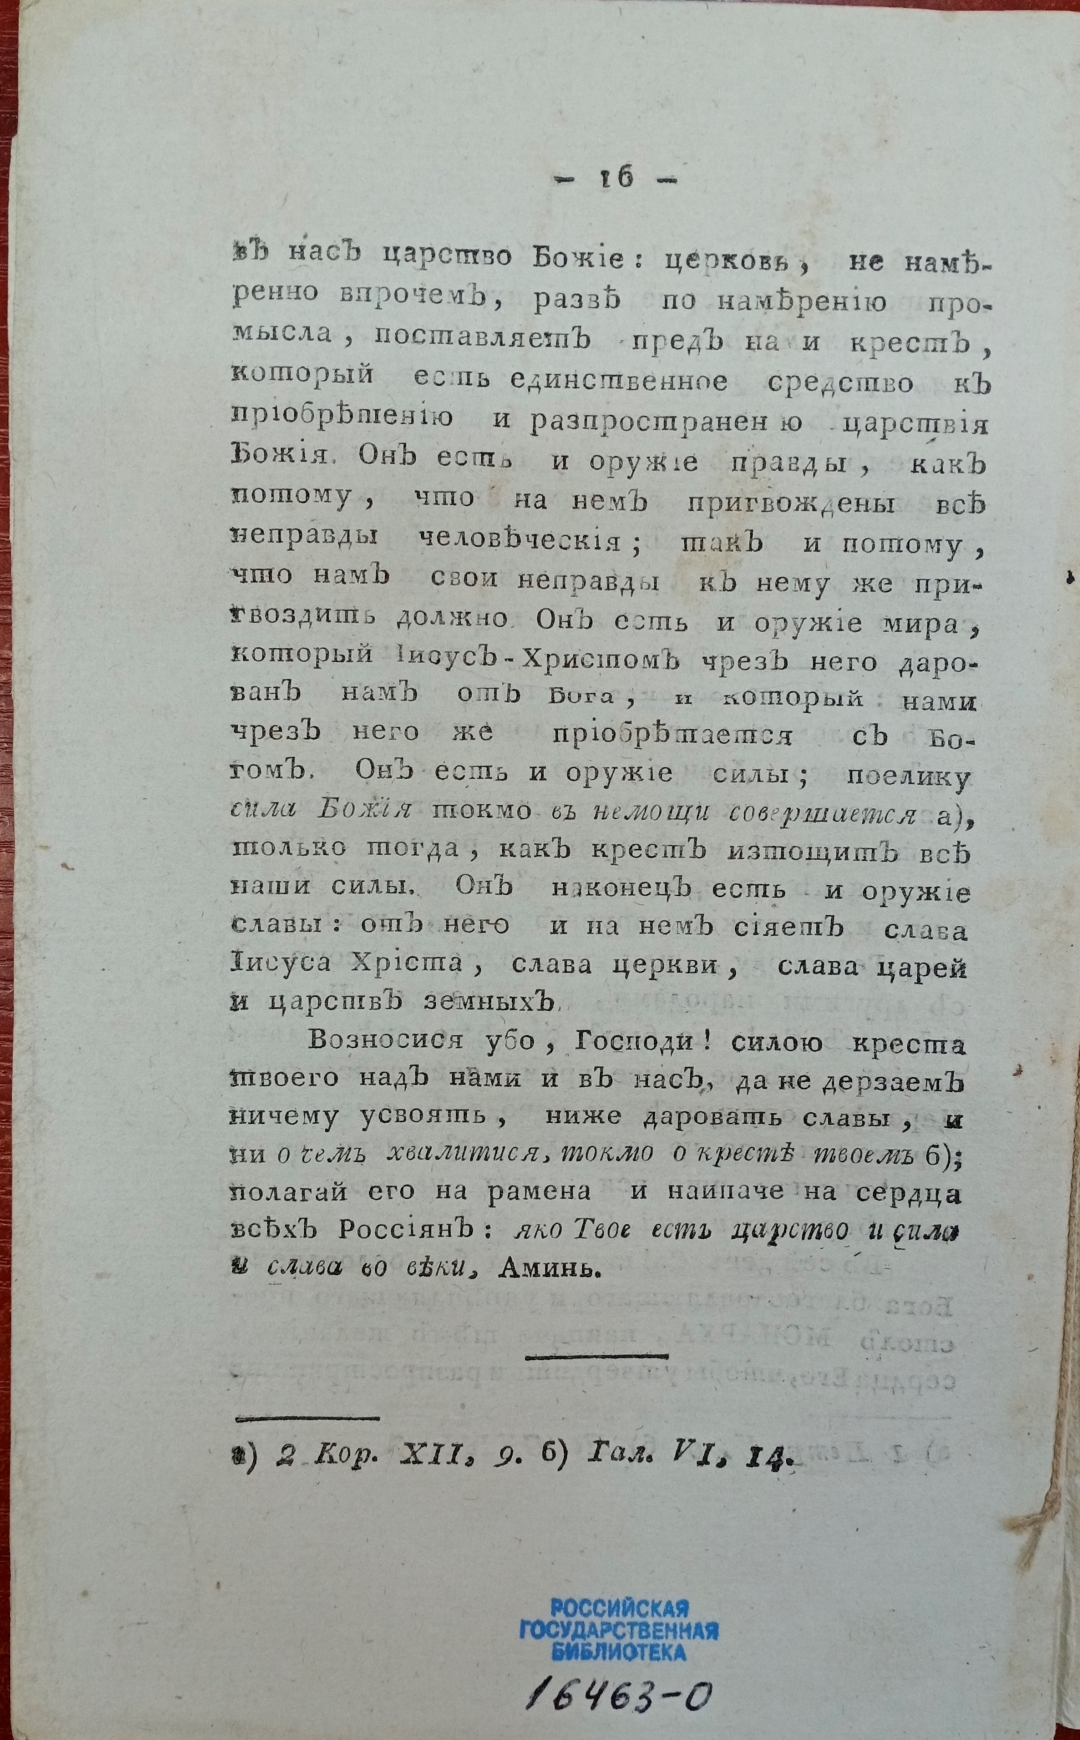 — 16 —
въ насъ царство Божіе: церковь, не намѣ-
ренно впрочемъ, развѣ по намѣренію про-
мысла, поставляетъ предъ на и крестъ,
который есть единственное средство къ
пріобрѣтенію и разпространен ю царствія
Божія. Онъ есть и оружіе правды, какъ
потому, что на немъ пригвождены всѣ
неправды человѣческія; такъ и потому,
что намъ свои неправды къ нему же при-
гвоздить должно. Онъ есть и оружіе мира,
который Іисусъ-Христомъ чрезъ него даро-
ванъ намъ отъ Бога, и который нами
чрезъ него же пріобрѣтается съ Бо-
гомъ. Онъ есть и оружіе силы; поелику
сила Божія токмо въ немощи совершается а),
только тогда, какъ крестъ изтощитъ всѣ
наши силы. Онъ наконецъ есть и оружіе
славы: отъ него и на немъ сіяетъ слава
Іисуса Хріста, слава церкви, слава царей
и царствъ земныхъ.
Возносися убо, Господи! силою креста
твоего надъ нами и въ насъ, да не дерзаемъ
ничему усвоять, ниже даровать славы, и
ни о чемъ хвалитися, токмо о крестѣ твоемъ б);
полагай его на рамена и наипаче на сердца
всѣхъ Россіянъ: яко Твое есть царство и сила
и слава во вѣки, Аминь.
а) 2 Кор. XII, 9. б) Гал. VI, 14.
РОССИЙСКАЯ
ГОСУДАРСТВЕННАЯ
БИБЛИОТЕКА
16463-0